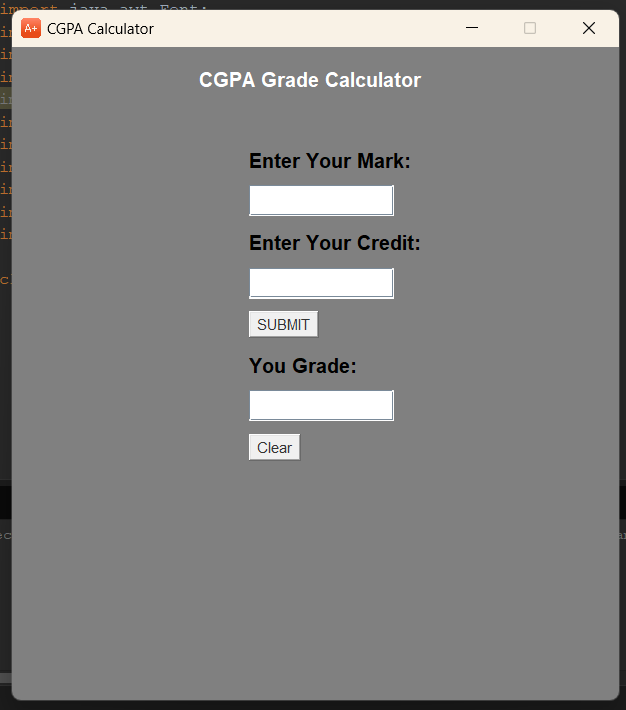 import java.awt.Font;
A+ CGPA Calculator
CGPA Grade Calculator
Enter Your Mark:
Enter Your Credit:
SUBMIT
You Grade:
Clear